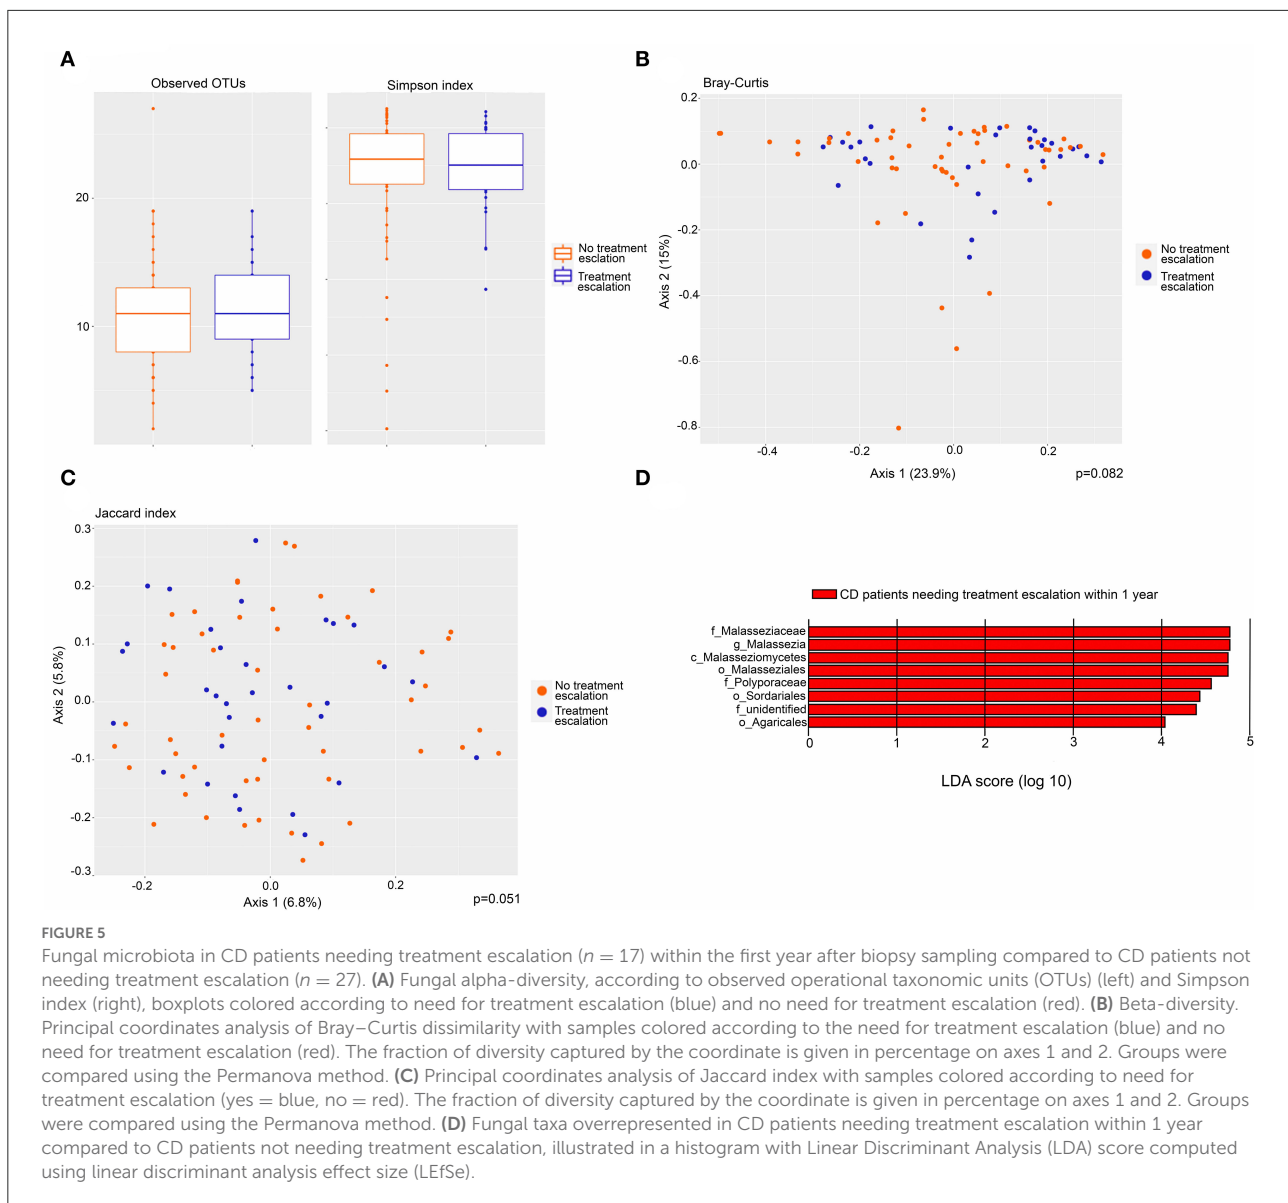 A
Observed OTUs
Simpson index
20
10
No treatment
esclation
Treatment
escalation
B
Bray-Curtis
0.2
0.0
-0.2
-0.4
-0.6
-0.8
Axis 2 (15%)
-0.4
-0.2
0.0
0.2
Axis 1 (23.9%)
p=0.082
No treatment
escalation
Treatment
escalation
C
Jaccard index
0.3
0.2
0.1
0.0
-0.1
-0.2
-0.3
Axis 2 (5.8%)
-0.2
0.0
0.2
Axis 1 (6.8%)
p=0.051
No treatment
escalation
Treatment
escalation
D
CD patients needing treatment escalation within 1 year
f_Malasseziaceae
g_Malassezia
c_Malasseziomycetes
o_Malasseziales
f_Polyporaceae
o_Sordariales
f_unidentified
o_Agaricales
0 1 2 3 4 5
LDA score (log 10)
FIGURE 5
Fungal microbiota in CD patients needing treatment escalation (n = 17) within the first year after biopsy sampling compared to CD patients not
needing treatment escalation (n = 27). (A) Fungal alpha-diversity, according to observed operational taxonomic units (OTUs) (left) and Simpson
index (right), boxplots colored according to need for treatment escalation (blue) and no need for treatment escalation (red). (B) Beta-diversity.
Principal coordinates analysis of Bray–Curtis dissimilarity with samples colored according to the need for treatment escalation (blue) and no
need for treatment escalation (red). The fraction of diversity captured by the coordinate is given in percentage on axes 1 and 2. Groups were
compared using the Permanova method. (C) Principal coordinates analysis of Jaccard index with samples colored according to need for
treatment escalation (yes = blue, no = red). The fraction of diversity captured by the coordinate is given in percentage on axes 1 and 2. Groups
were compared using the Permanova method. (D) Fungal taxa overrepresented in CD patients needing treatment escalation within 1 year
compared to CD patients not needing treatment escalation, illustrated in a histogram with Linear Discriminant Analysis (LDA) score computed
using linear discriminant analysis effect size (LEfSe).